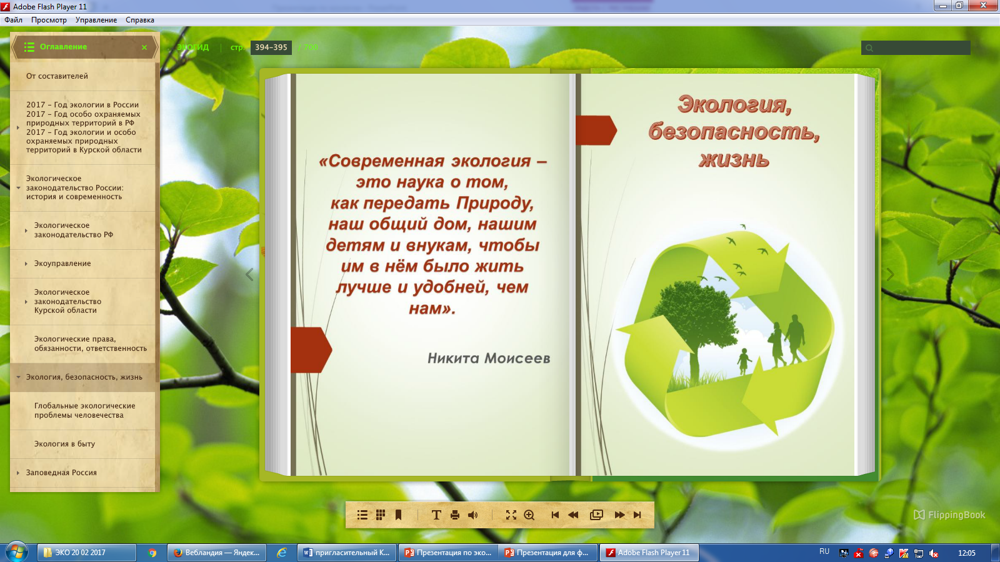 Adobe Flash Player 11
Файл Просмотр Управление Справка
Оглавление
ЭКОГИД
стр. 394-395 / 700
От составителей
2017 – Год экологии в России
2017 – Год особо охраняемых
природных территорий в РФ
2017 – Год экологии и особо
охраняемых природных
территорий в Курской области
Экологическое
законодательство России:
история и современность
Экологическое
законодательство РФ
Экоуправление
Экологическое
законодательство
Курской области
Экологические права,
обязанности, ответственность
Экология, безопасность, жизнь
Глобальные экологические
проблемы человечества
Экология в быту
Заповедная Россия
«Современная экология –
это наука о том,
как передать Природу,
наш общий дом, нашим
детям и внукам, чтобы
им в нём было жить
лучше и удобней, чем
нам».
Никита Моисеев
Экология,
безопасность,
жизнь
FlippingBook
ЭКО 20 02 2017
Вебландия — Яндек...
пригласительный К...
Презентация по эко...
Презентация для ф...
Adobe Flash Player 11
RU
12:05